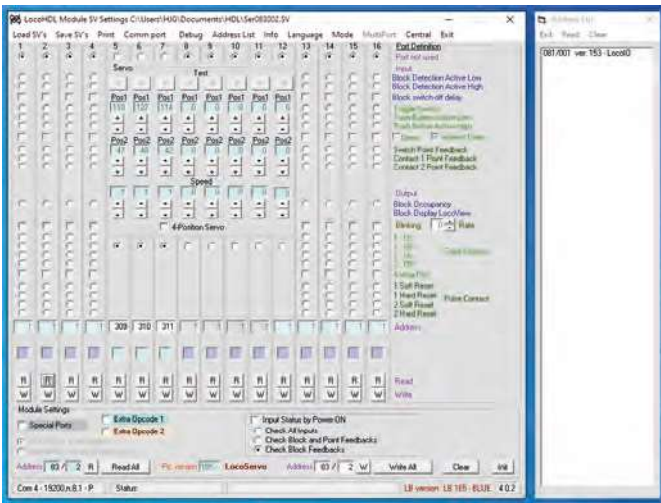 LocoHDL Module SV Settings C:\Users\HJG\Documents\HDL\Ser083002.SV
Load SV's Save SV's Print Comm port Debug Address List Info Language Mode MultiPort Central Exit
1 2 3 4 5 6 7 8 9 10 11 12 13 14 15 16 Port Definition
Port not used
Servo Test
Input
Block Detection Active Low
Block Detection Active High
Pos1 Pos1 Pos1 Pos1 Pos1 Pos1 Pos1 Pos1
Block switch-off delay
Pos2 Pos2 Pos2 Pos2 Pos2 Pos2 Pos2 Pos2
Switch Point Feedback
Contact 1 Point Feedback
Contact 2 Point Feedback
Speed
Output
Block Occupancy
Block Display LocoView
4-Position Servo
Blinking Rate
1 Soft Reset
1 Hard Reset Pulse Contact
2 Soft Reset
2 Hard Reset
309 310 311 Address
R R R R R R R R R R R R R R R R Read
W W W W W W W W W W W W W W W W Write
Module Settings
Special Ports
Extra Opcode 1
Extra Opcode 2
Input Status by Power ON
Check All Inputs
Check Block and Point Feedbacks
Check Block Feedbacks
Address 83 / 2 R Read All Pic version LocoServo Address 83 / 2 W Write All Clear Init
Com 4 - 19200,n,8,1 - P Status: LB version LB 1E5 - BLUE 4.0.2
Address List
Exit Read Clear
081/001 ver: 153 - LocoIO